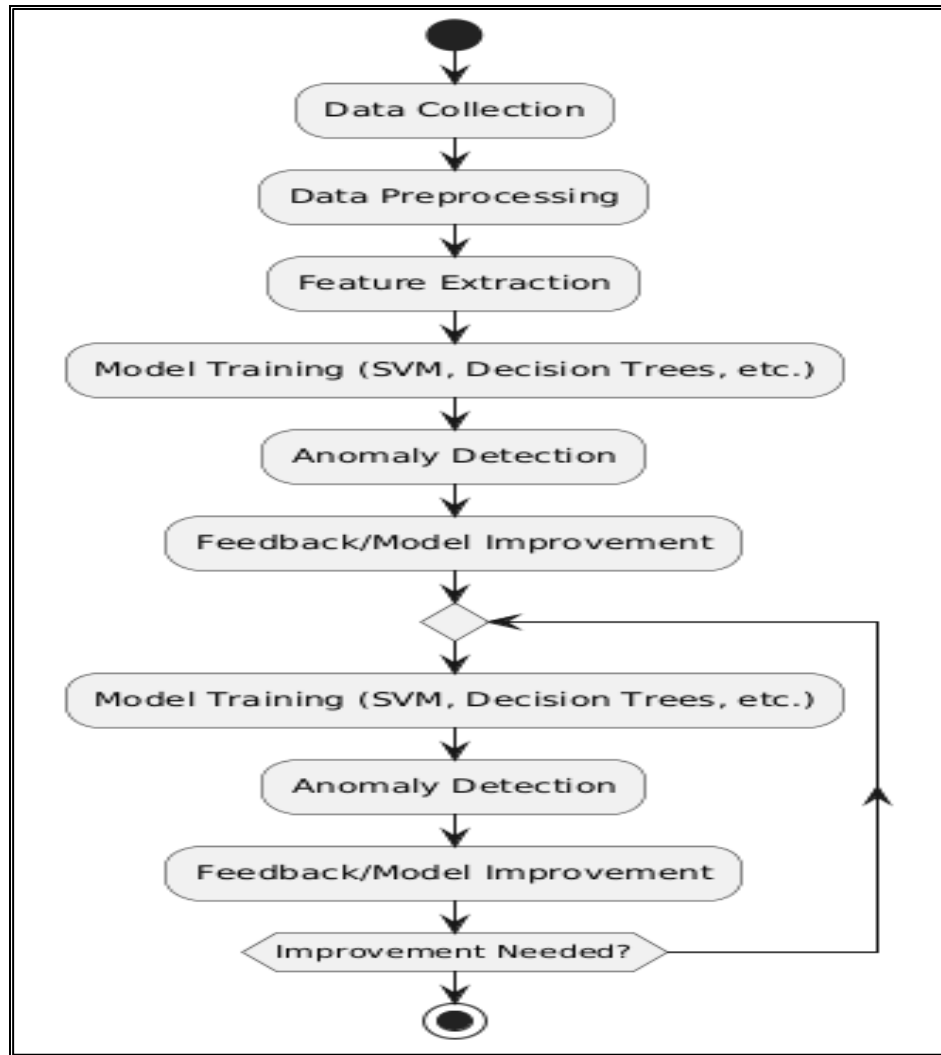 Data Collection
Data Preprocessing
Feature Extraction
Model Training (SVM, Decision Trees, etc.)
Anomaly Detection
Feedback/Model Improvement
Model Training (SVM, Decision Trees, etc.)
Anomaly Detection
Feedback/Model Improvement
Improvement Needed?